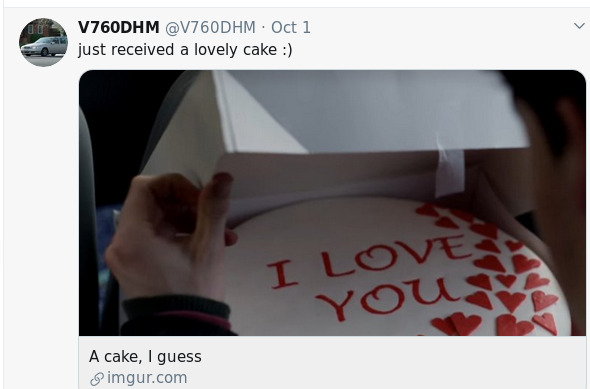 V760DHM @V760DHM · Oct 1
just received a lovely cake :)
I LOVE
YOU
A cake, I guess
imgur.com